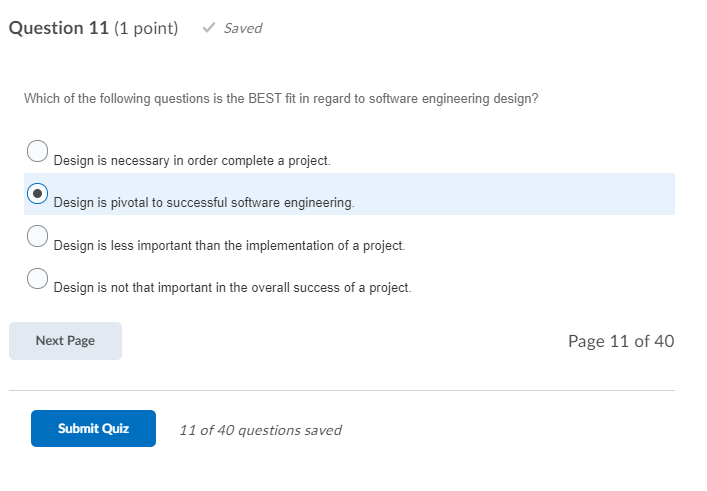 Question 11 (1 point) ✓ Saved
Which of the following questions is the BEST fit in regard to software engineering design?
Design is necessary in order complete a project.
Design is pivotal to successful software engineering.
Design is less important than the implementation of a project.
Design is not that important in the overall success of a project.
Next Page Page 11 of 40
Submit Quiz 11 of 40 questions saved